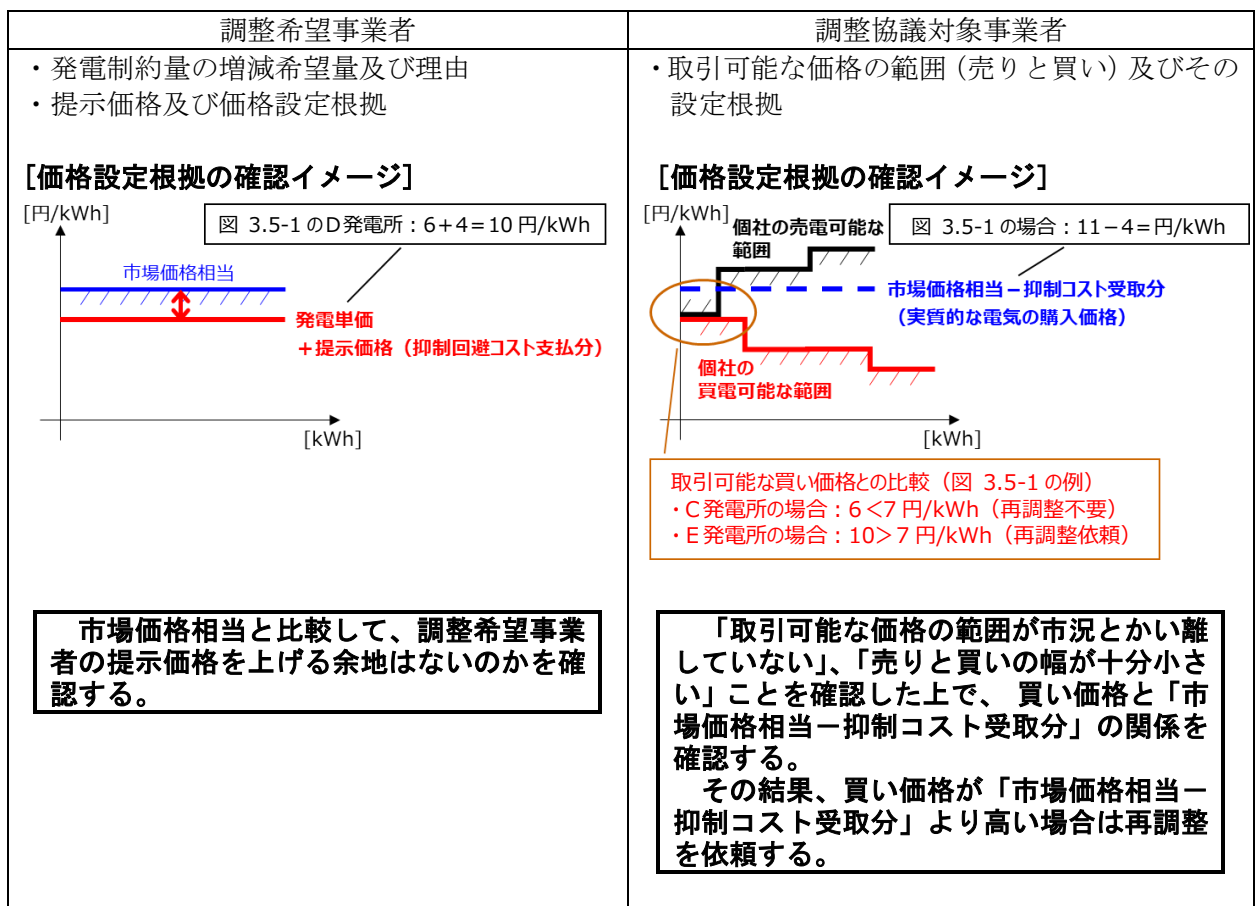 調整希望事業者
・発電制約量の増減希望量及び理由
・提示価格及び価格設定根拠
[価格設定根拠の確認イメージ]
[円/kWh]
図 3.5-1 のD発電所：6+4＝10 円/kWh
市場価格相当
発電単価
＋提示価格（抑制回避コスト支払分）
[kWh]
市場価格相当と比較して、調整希望事業
者の提示価格を上げる余地はないのかを確
認する。
調整協議対象事業者
・取引可能な価格の範囲（売りと買い）及びその
設定根拠
[価格設定根拠の確認イメージ]
[円/kWh]
個社の売電可能な
範囲
図 3.5-1 の場合：11－4＝円/kWh
市場価格相当－抑制コスト受取分
（実質的な電気の購入価格）
個社の
買電可能な範囲
[kWh]
取引可能な買い価格との比較（図 3.5-1 の例）
・C 発電所の場合：6＜7 円/kWh（再調整不要）
・E 発電所の場合：10＞7 円/kWh（再調整依頼）
「取引可能な価格の範囲が市況とかい離
していない」、「売りと買いの幅が十分小さ
い」ことを確認した上で、 買い価格と「市
場価格相当－抑制コスト受取分」の関係を
確認する。
その結果、買い価格が「市場価格相当－
抑制コスト受取分」より高い場合は再調整
を依頼する。